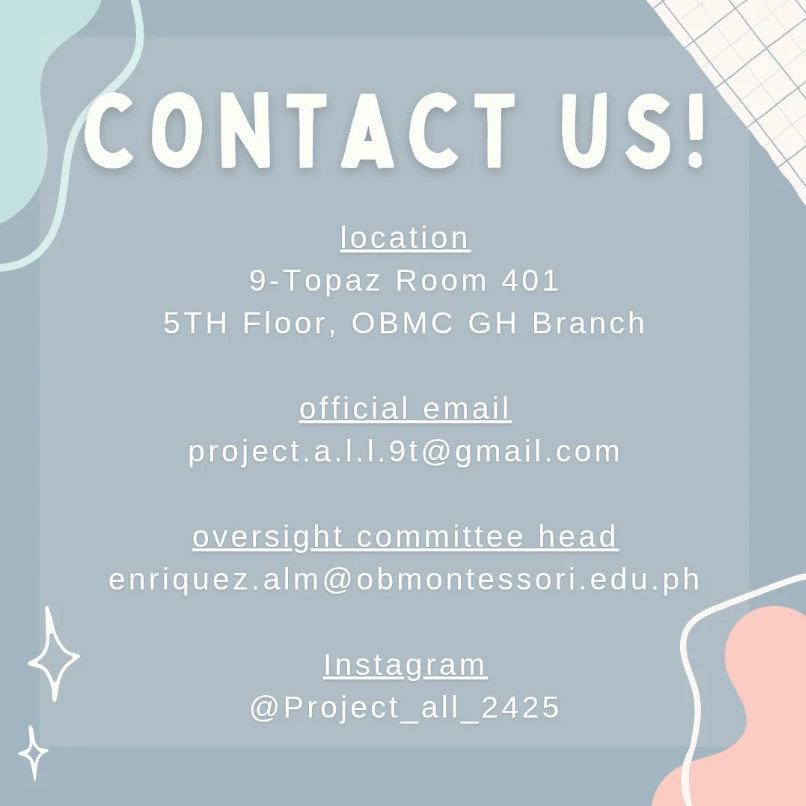 CONTACT US!
location
9-Topaz Room 401
5TH Floor, OBMC GH Branch
official email
project.a.l.l.9t@gmail.com
oversight committee head
enriquez.alm@obmontessori.edu.ph
Instagram
@Project_all_2425